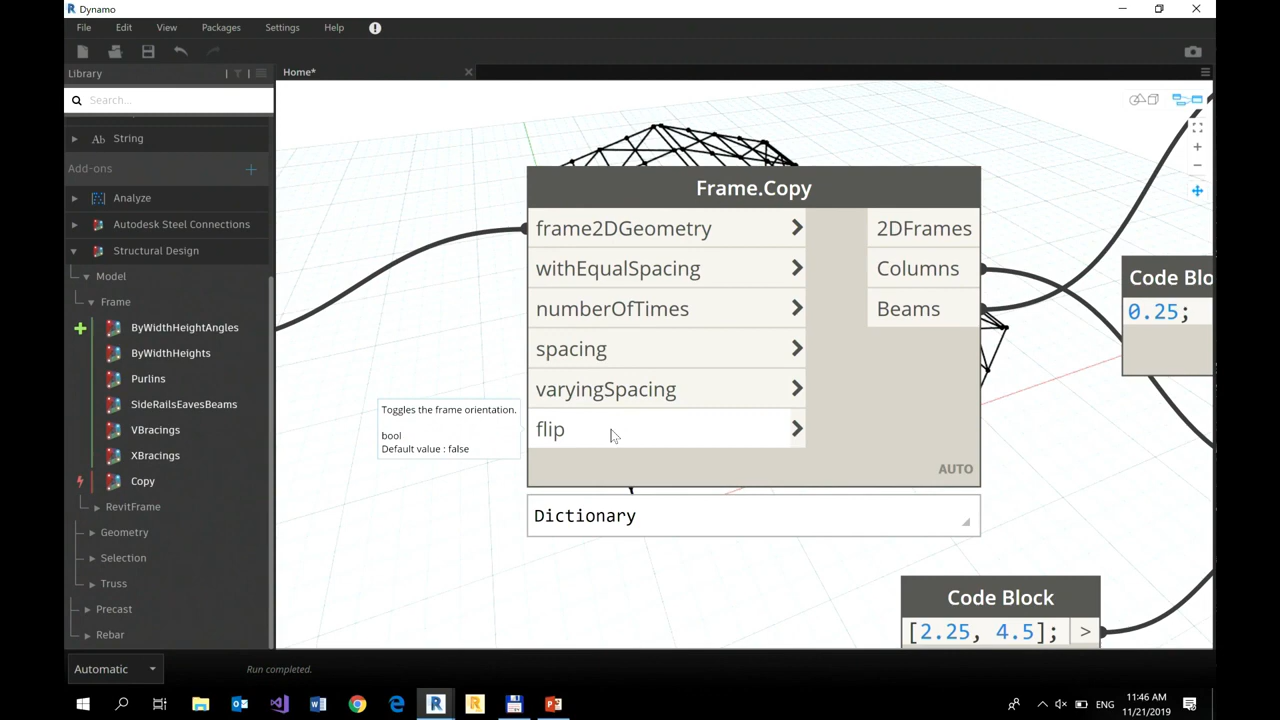 Dynamo
File Edit View Packages Settings Help
Library
Home*
Search...
Ab String
Add-ons
Analyze
Autodesk Steel Connections
Structural Design
Model
Frame
ByWidthHeightAngles
ByWidthHeights
Purlins
SideRailsEavesBeams
VBracings
XBracings
Copy
RevitFrame
Geometry
Selection
Truss
Precast
Rebar
Frame.Copy
frame2DGeometry
withEqualSpacing
numberOfTimes
spacing
varyingSpacing
flip
2DFrames
Columns
Beams
AUTO
Dictionary
Toggles the frame orientation.
bool
Default value : false
Code Blo
0.25;
Code Block
[2.25, 4.5]; >
Automatic
Run completed.
ENG
11:46 AM
11/21/2019